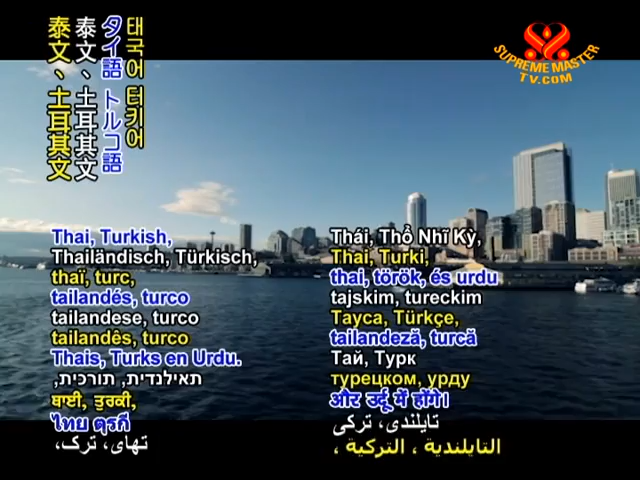 태국어 터키어
タイ語 トルコ語
泰文、土耳其文
泰文、土耳其文
SUPREME MASTER
TV.COM
Thai, Turkish,
Thailändisch, Türkisch,
thaï, turc,
tailandés, turco
tailandese, turco
tailandês, turco
Thais, Turks en Urdu.
תאילנדית, תורכית,
ਥਾਈ, ਤੁਰਕੀ,
ไทย ตุรกี
تهای، ترک،
Thái, Thổ Nhĩ Kỳ,
Thai, Turki,
thai, török, és urdu
tajskim, tureckim
Tayca, Türkçe,
tailandeză, turcă
Тай, Турк
турецком, урду
और उर्दू में होंगे।
تایلندی، ترکی
التايلندية ، التركية ،